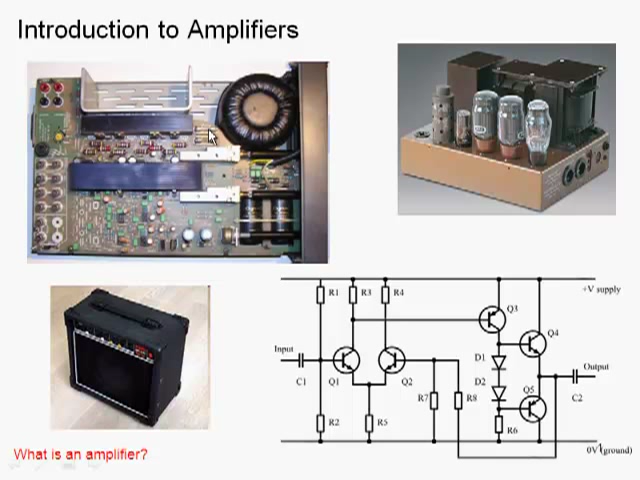 Introduction to Amplifiers
R1
R3
R4
+V supply
Q3
Q4
Input
D1
Output
C1
Q1
Q2
D2
C2
R7
R8
Q5
R2
R5
R6
0V (ground)
What is an amplifier?